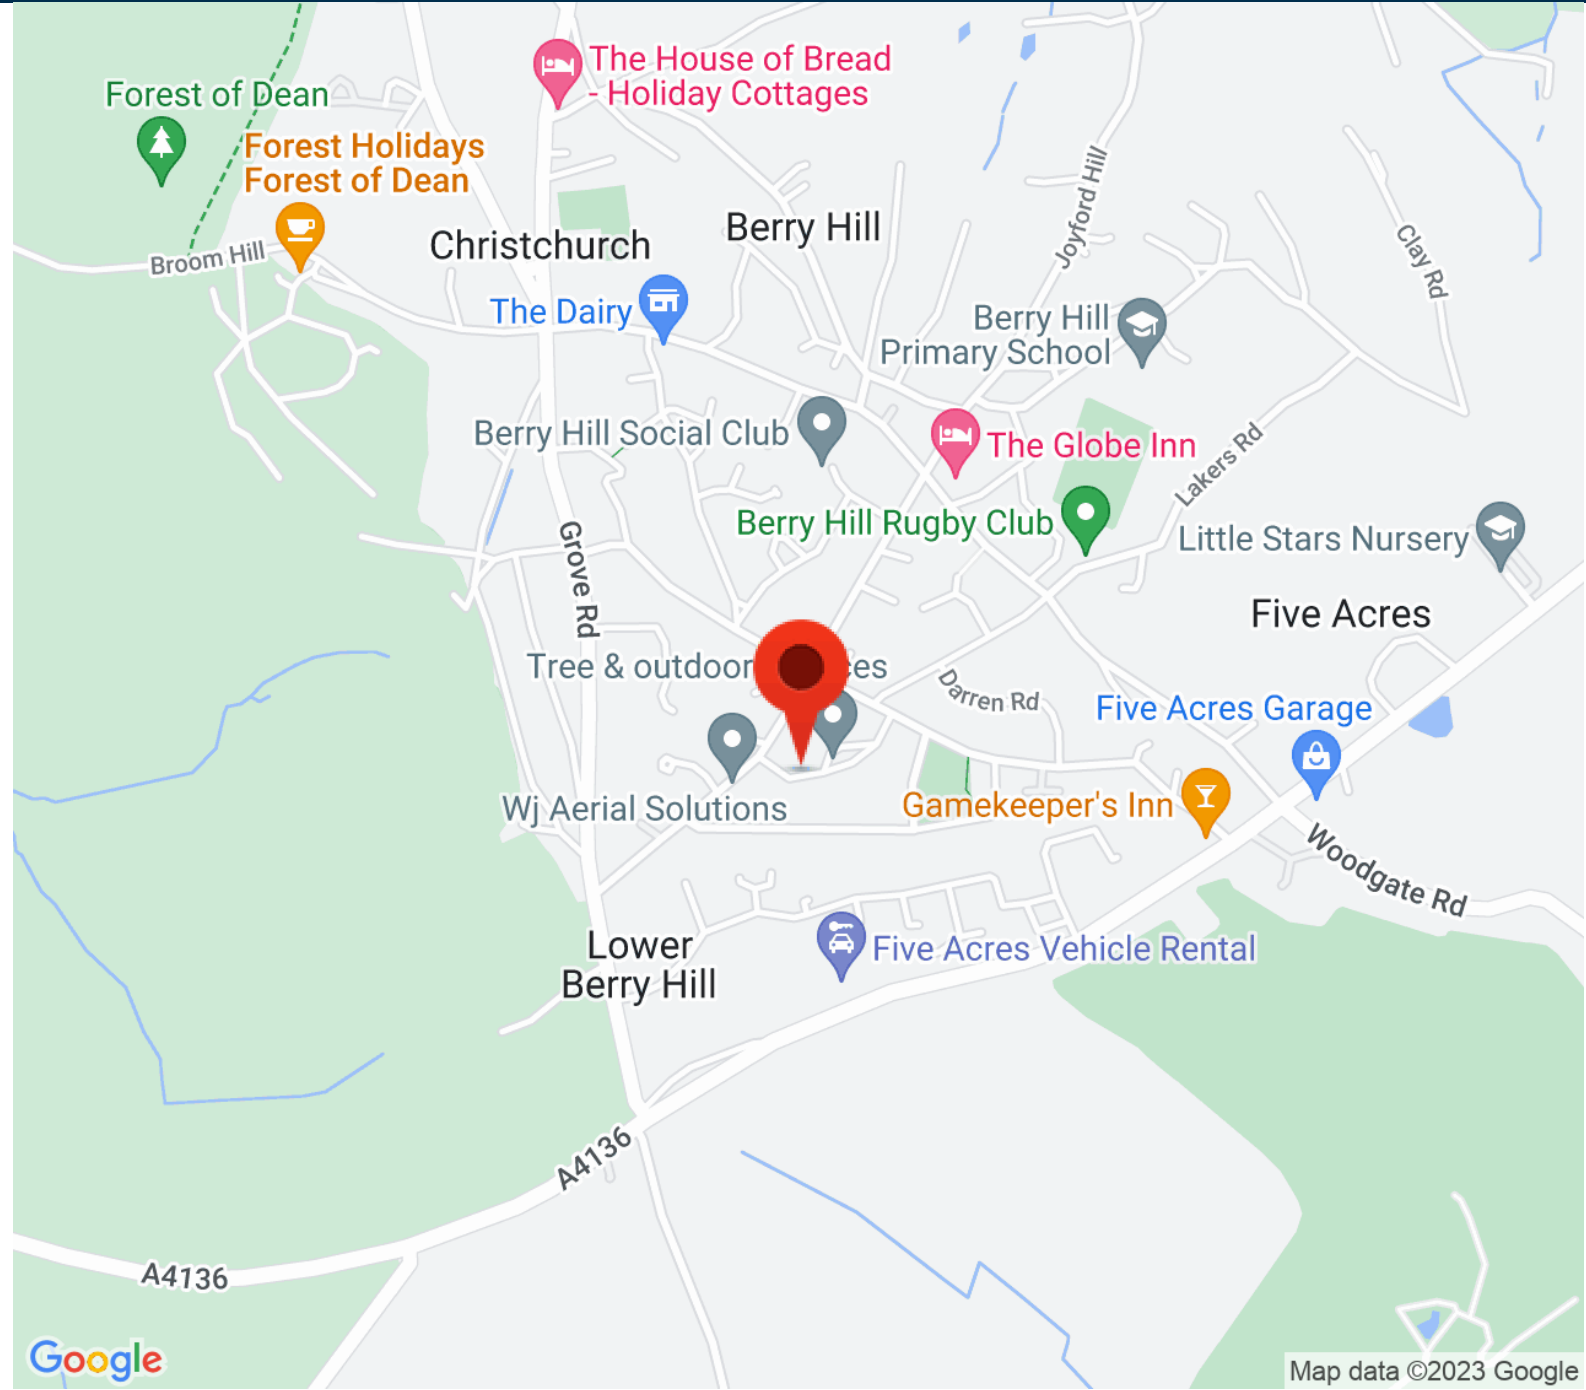 The House of Bread
- Holiday Cottages
Forest of Dean
Forest Holidays
Forest of Dean
Joyford Hill
Berry Hill
Christchurch
Broom Hill
Clay Rd
The Dairy
Berry Hill
Primary School
Berry Hill Social Club
The Globe Inn
Lakers Rd
Berry Hill Rugby Club
Little Stars Nursery
Grove Rd
Five Acres
Tree & outdoor
Darren Rd
Five Acres Garage
Wj Aerial Solutions
Gamekeeper's Inn
Woodgate Rd
Lower
Berry Hill
Five Acres Vehicle Rental
A4136
A4136
Google
Map data ©2023 Google